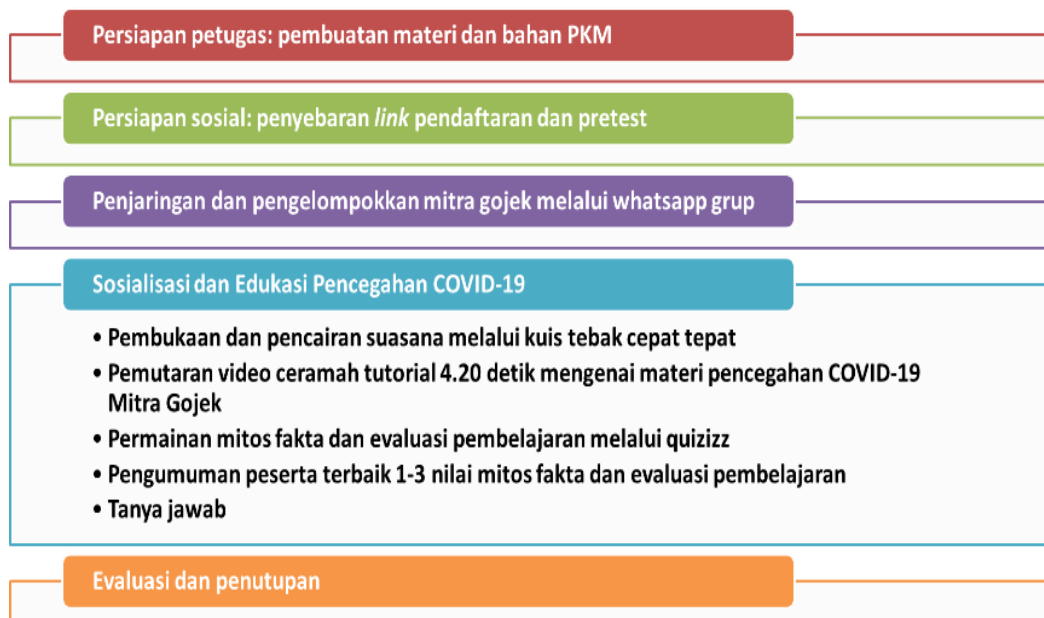 Persiapan petugas: pembuatan materi dan bahan PKM
Persiapan sosial: penyebaran link pendaftaran dan pretest
Penjaringan dan pengelompokkan mitra gojek melalui whatsapp grup
Sosialisasi dan Edukasi Pencegahan COVID-19
• Pembukaan dan pencairan suasana melalui kuis tebak cepat tepat
• Pemutaran video ceramah tutorial 4.20 detik mengenai materi pencegahan COVID-19
Mitra Gojek
• Permainan mitos fakta dan evaluasi pembelajaran melalui quizizz
• Pengumuman peserta terbaik 1-3 nilai mitos fakta dan evaluasi pembelajaran
• Tanya jawab
Evaluasi dan penutupan